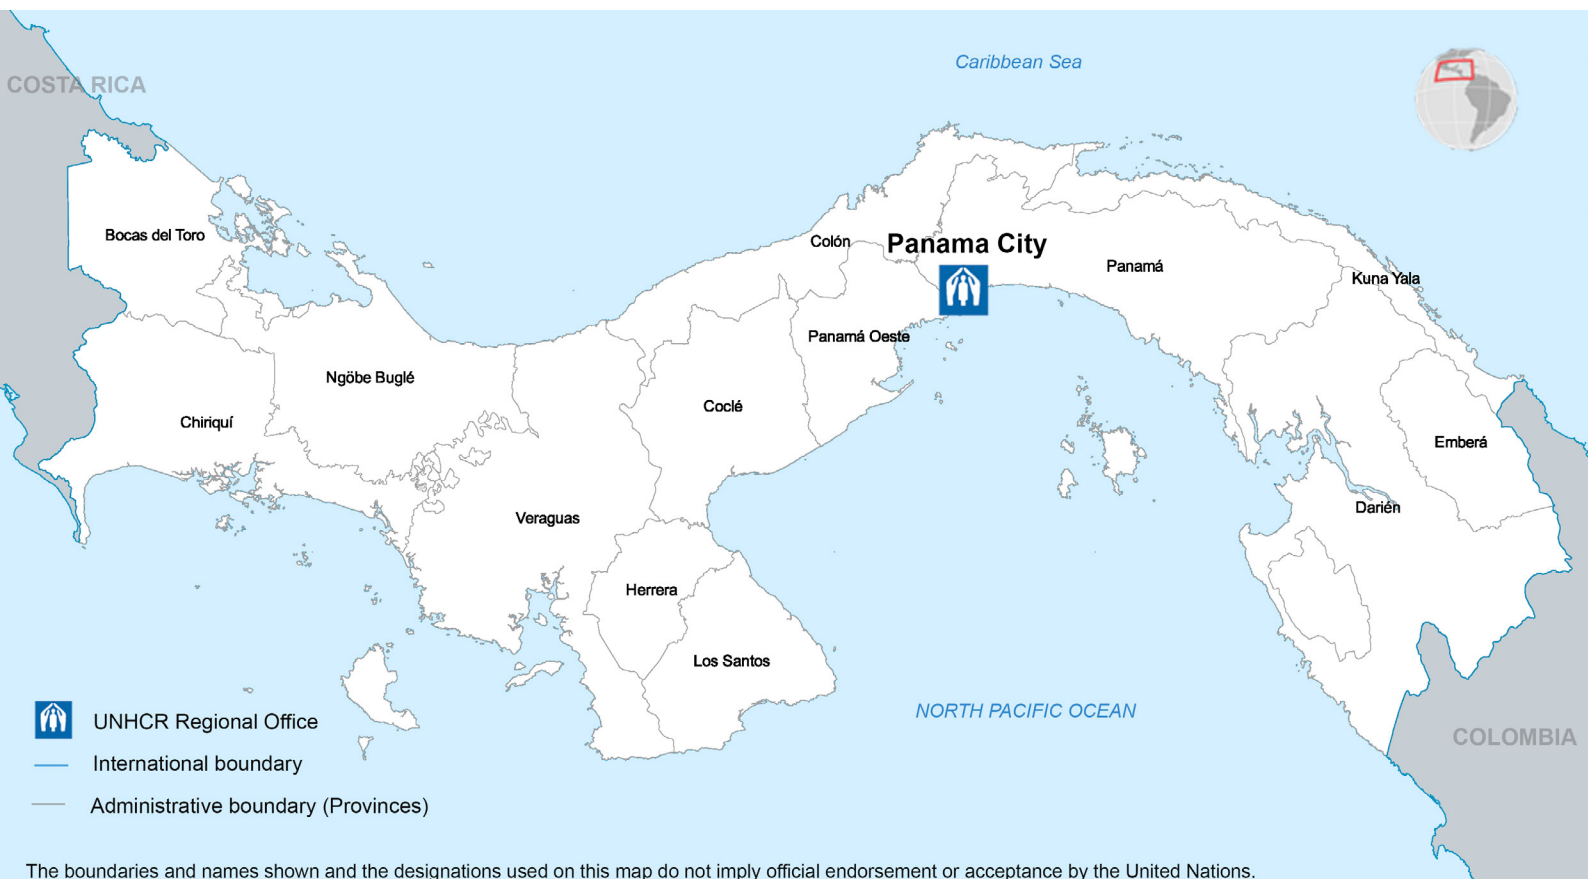 Caribbean Sea
COSTA RICA
Bocas del Toro
Colón
Panama City
Panamá
Kuna Yala
Panamá Oeste
Ngöbe Buglé
Coclé
Chiriquí
Emberá
Darién
Veraguas
Herrera
Los Santos
NORTH PACIFIC OCEAN
COLOMBIA
UNHCR Regional Office
International boundary
Administrative boundary (Provinces)
The boundaries and names shown and the designations used on this map do not imply official endorsement or acceptance by the United Nations.